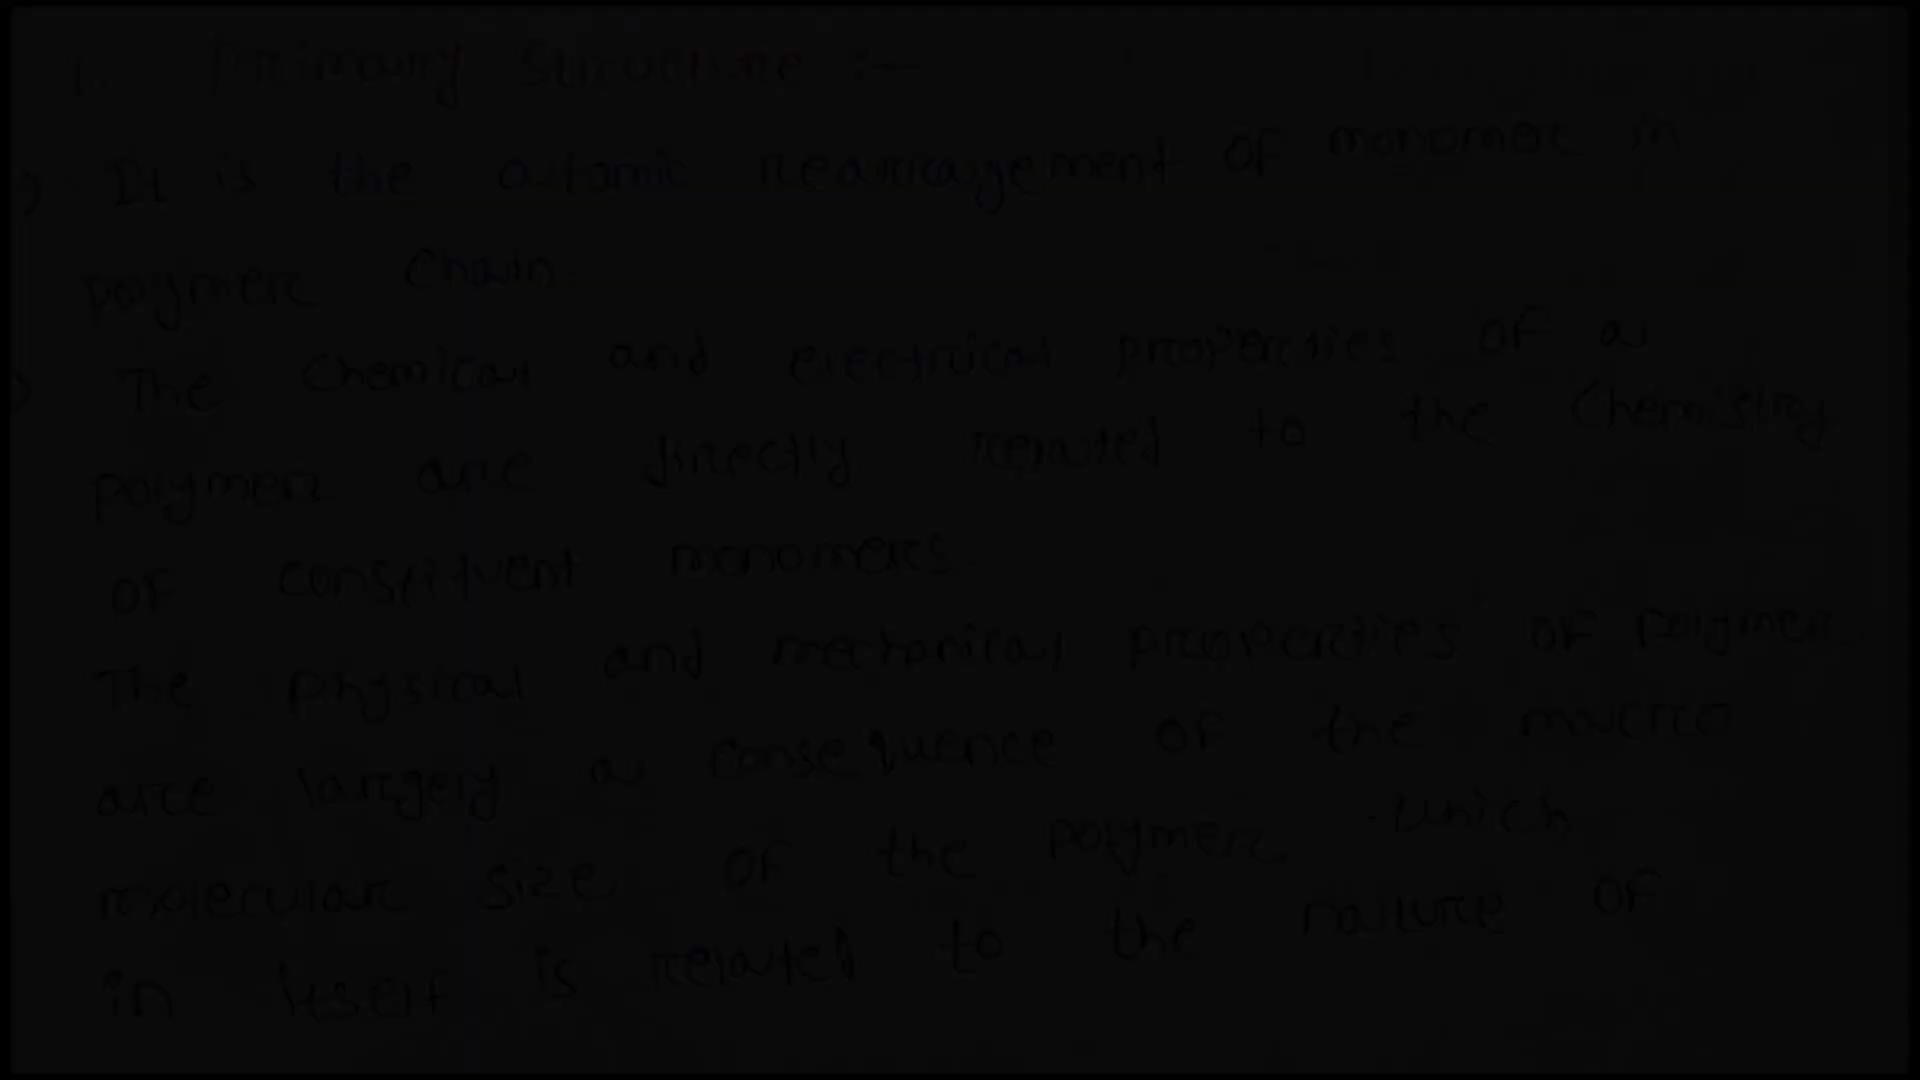 1. Primary Structure :-
It is the atomic rearragement of monomer in
polymer chain.
The chemical and electrical properties of a
polymer are directly related to the chemistry
of constituent monomers.
The physical and mechanical properties of polymer
are largely a consequence of the macro
molecular size of the polymer which
in itself is related to the nature of